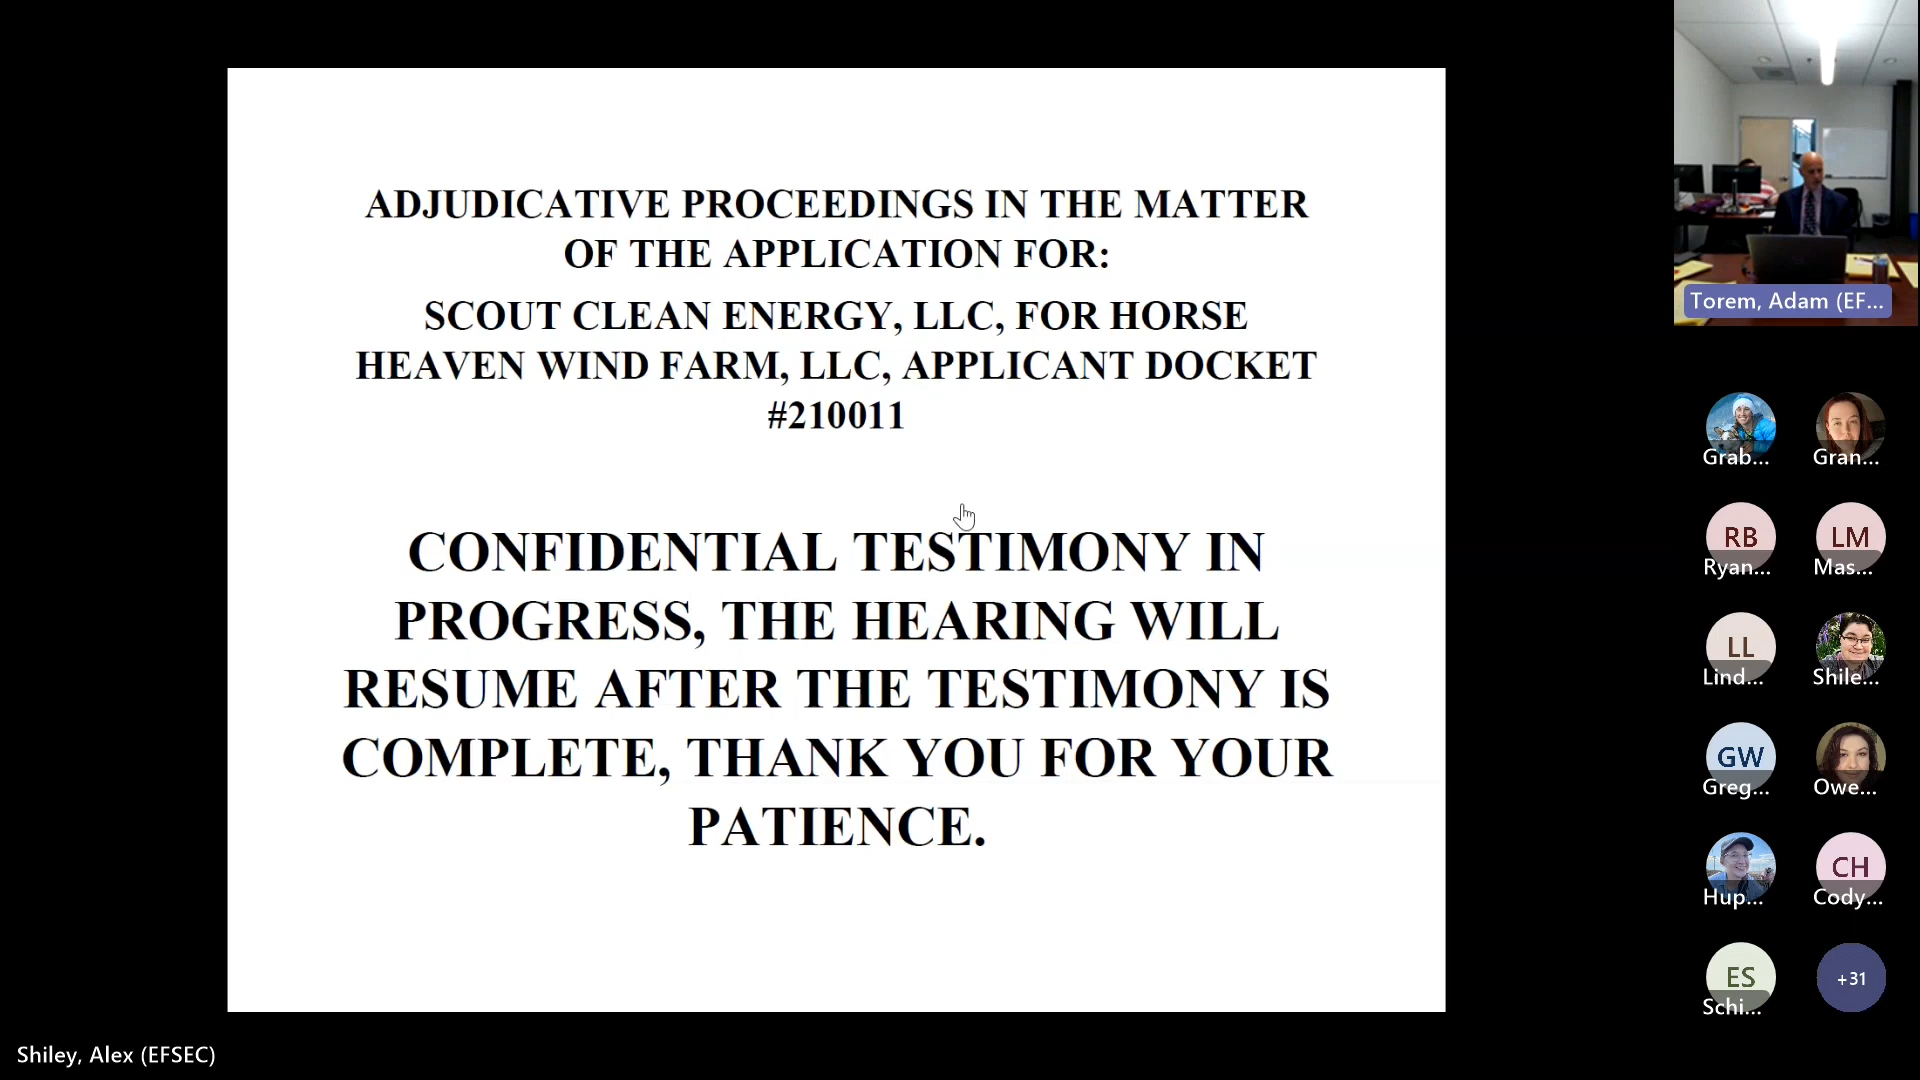 ADJUDICATIVE PROCEEDINGS IN THE MATTER
OF THE APPLICATION FOR:
SCOUT CLEAN ENERGY, LLC, FOR HORSE
HEAVEN WIND FARM, LLC, APPLICANT DOCKET
#210011
CONFIDENTIAL TESTIMONY IN
PROGRESS, THE HEARING WILL
RESUME AFTER THE TESTIMONY IS
COMPLETE, THANK YOU FOR YOUR
PATIENCE.
Torem, Adam (EF...
Grab...
Gran...
RB
Ryan...
LM
Mas...
LL
Lind...
Shile...
GW
Greg...
Owe...
Hup...
CH
Cody...
ES
Schi...
+31
Shiley, Alex (EFSEC)